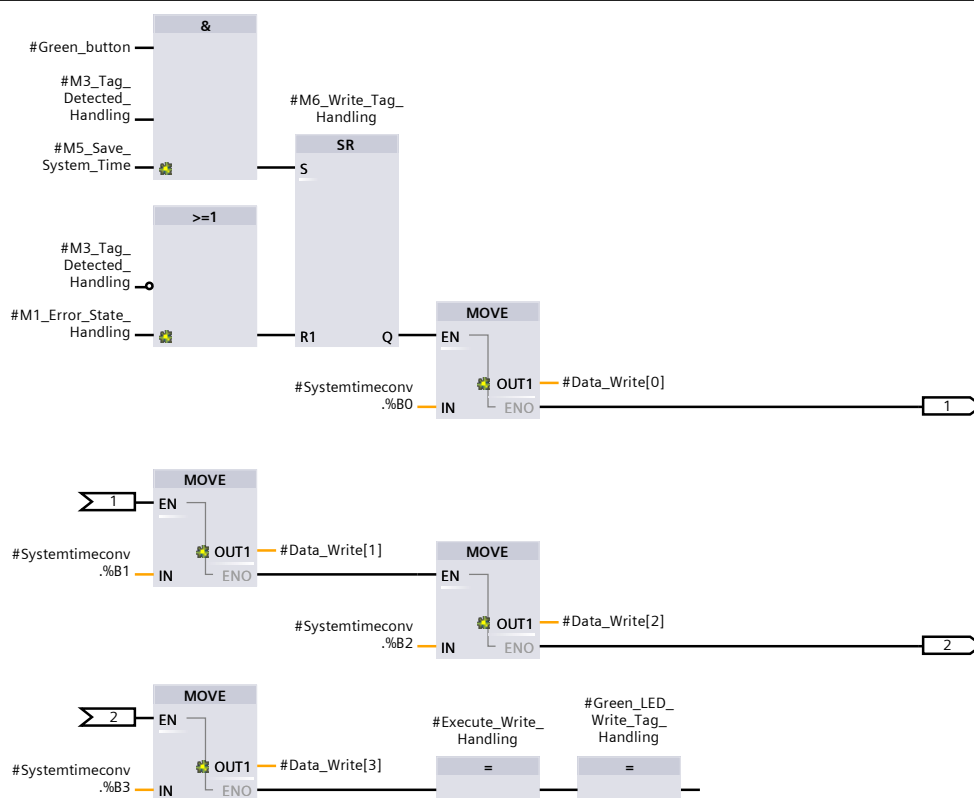 &
#Green_button
#M3_Tag_
Detected_
Handling
#M5_Save_
System_Time
#M6_Write_Tag_
Handling
SR
S
>=1
#M3_Tag_
Detected_
Handling
#M1_Error_State_
Handling
R1
Q
MOVE
EN
OUT1
#Data_Write[0]
#Systemtimeconv
.%B0
IN
ENO
1
MOVE
1
EN
OUT1
#Data_Write[1]
#Systemtimeconv
.%B1
IN
ENO
MOVE
EN
OUT1
#Data_Write[2]
#Systemtimeconv
.%B2
IN
ENO
2
MOVE
2
EN
OUT1
#Data_Write[3]
#Systemtimeconv
.%B3
IN
ENO
#Execute_Write_
Handling
=
#Green_LED_
Write_Tag_
Handling
=